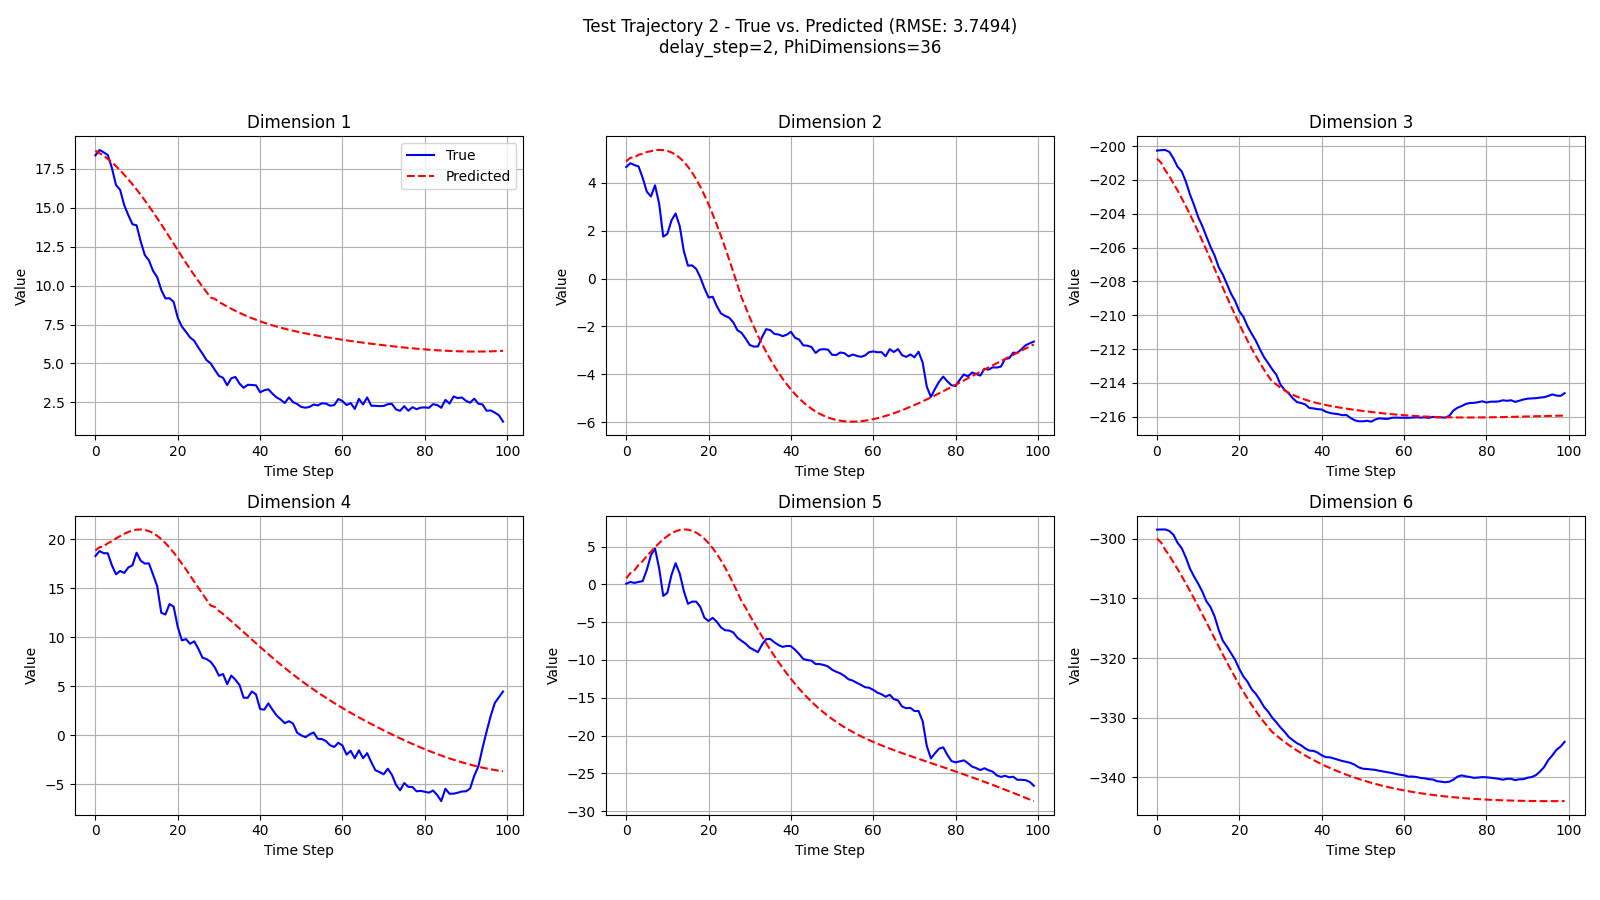 Test Trajectory 2 - True vs. Predicted (RMSE: 3.7494)
delay_step=2, PhiDimensions=36
Dimension 1
True
Predicted
17.5
15.0
12.5
10.0
7.5
5.0
2.5
Value
0 20 40 60 80 100
Time Step
Dimension 2
4
2
0
−2
−4
−6
Value
0 20 40 60 80 100
Time Step
Dimension 3
−200
−202
−204
−206
−208
−210
−212
−214
−216
Value
0 20 40 60 80 100
Time Step
Dimension 4
20
15
10
5
0
−5
Value
0 20 40 60 80 100
Time Step
Dimension 5
5
0
−5
−10
−15
−20
−25
−30
Value
0 20 40 60 80 100
Time Step
Dimension 6
−300
−310
−320
−330
−340
Value
0 20 40 60 80 100
Time Step